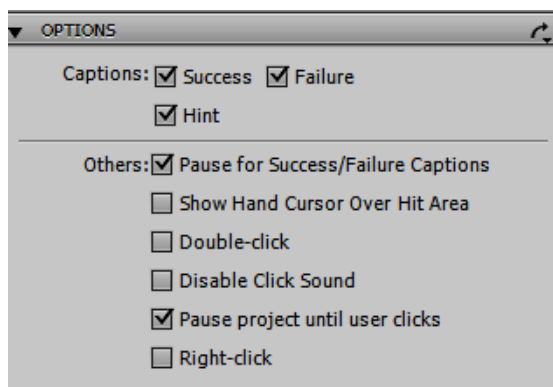 OPTIONS
Captions: Success Failure
Hint
Others: Pause for Success/Failure Captions
Show Hand Cursor Over Hit Area
Double-click
Disable Click Sound
Pause project until user clicks
Right-click